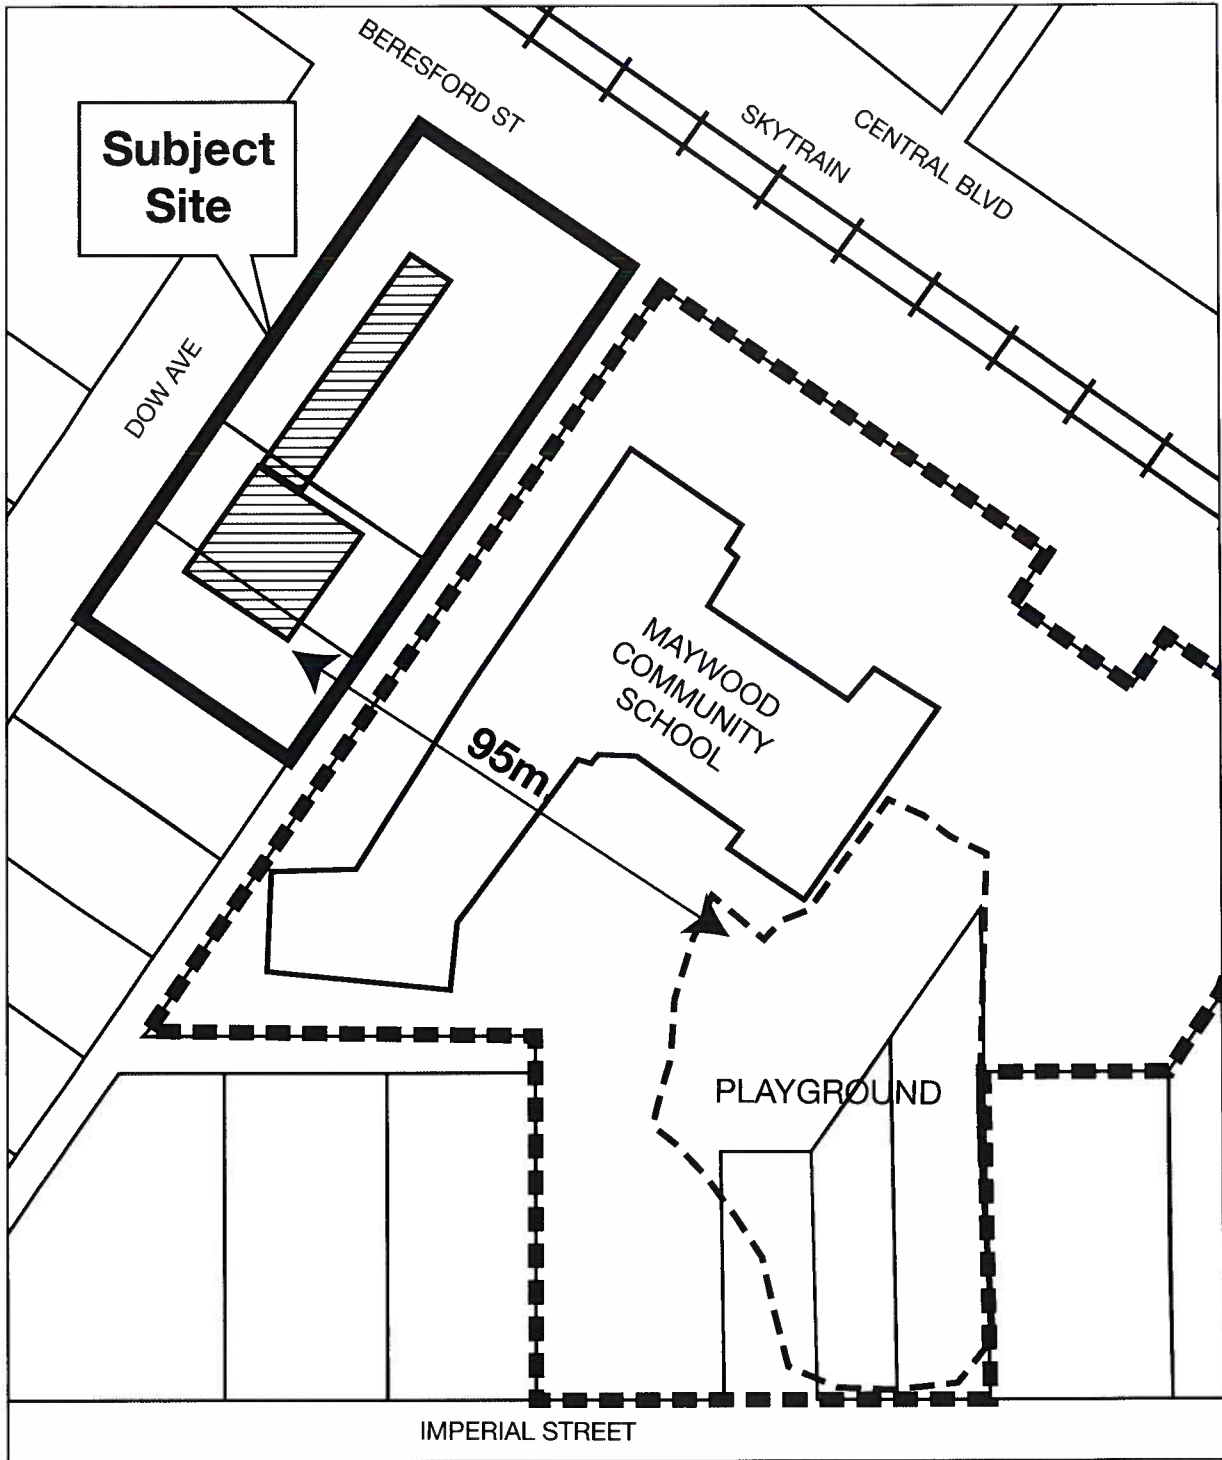 BERESFORD ST
SKYTRAIN
CENTRAL BLVD
Subject
Site
DOW AVE
MAYWOOD
COMMUNITY
SCHOOL
95m
PLAYGROUND
IMPERIAL STREET